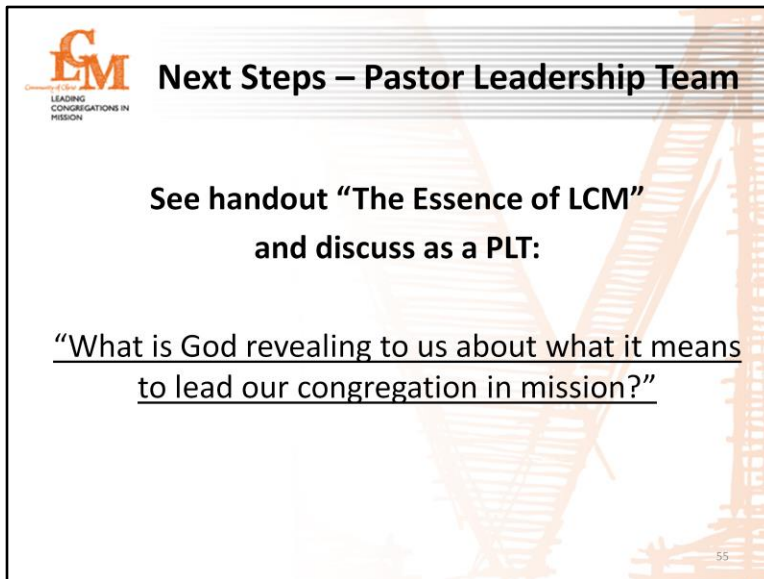 LCM
Community of Christ
LEADING
CONGREGATIONS IN
MISSION
Next Steps – Pastor Leadership Team
See handout “The Essence of LCM”
and discuss as a PLT:
“What is God revealing to us about what it means
to lead our congregation in mission?”
55